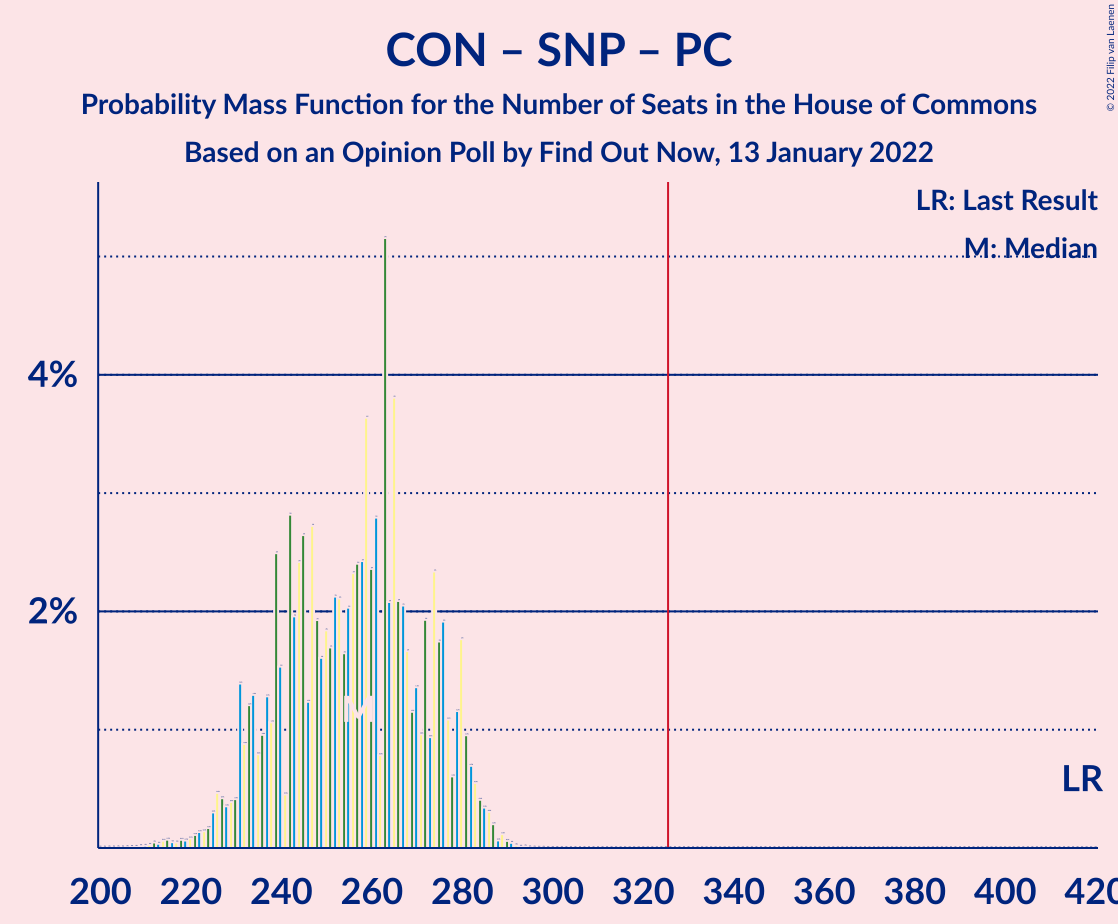 CON – SNP – PC
Probability Mass Function for the Number of Seats in the House of Commons
Based on an Opinion Poll by Find Out Now, 13 January 2022
© 2022 Filip van Laenen
LR: Last Result
M: Median
4%
2%
M
LR
200 220 240 260 280 300 320 340 360 380 400 420